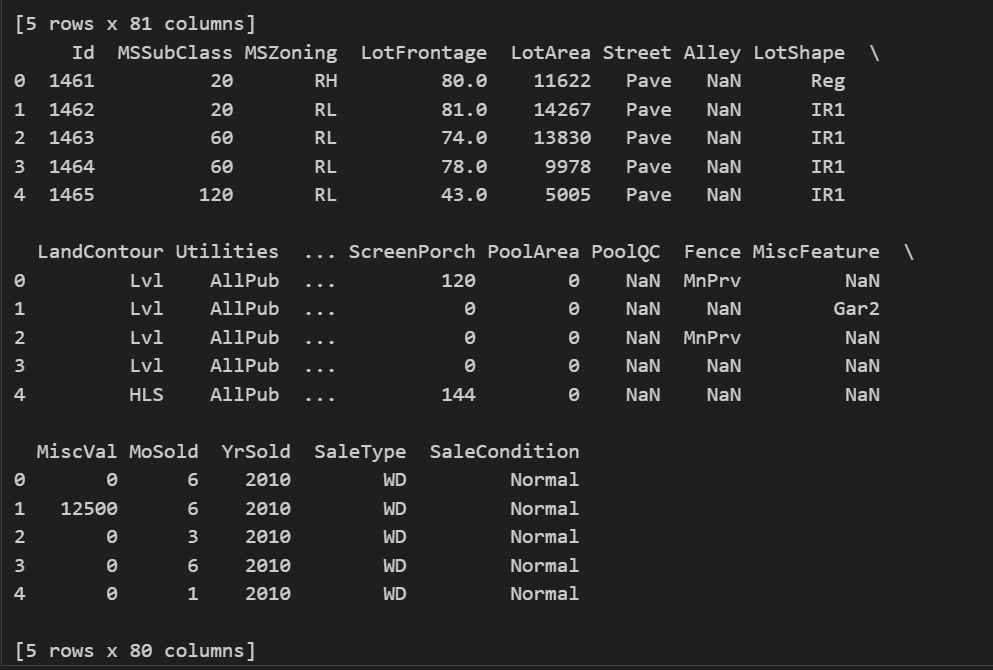 [5 rows x 81 columns]
Id MSSubClass MSZoning LotFrontage LotArea Street Alley LotShape \
0 1461 20 RH 80.0 11622 Pave NaN Reg
1 1462 20 RL 81.0 14267 Pave NaN IR1
2 1463 60 RL 74.0 13830 Pave NaN IR1
3 1464 60 RL 78.0 9978 Pave NaN IR1
4 1465 120 RL 43.0 5005 Pave NaN IR1
LandContour Utilities ... ScreenPorch PoolArea PoolQC Fence MiscFeature \
0 Lvl AllPub ... 120 0 NaN MnPrv NaN
1 Lvl AllPub ... 0 0 NaN NaN Gar2
2 Lvl AllPub ... 0 0 NaN MnPrv NaN
3 Lvl AllPub ... 0 0 NaN NaN NaN
4 HLS AllPub ... 144 0 NaN NaN NaN
MiscVal MoSold YrSold SaleType SaleCondition
0 0 6 2010 WD Normal
1 12500 6 2010 WD Normal
2 0 3 2010 WD Normal
3 0 6 2010 WD Normal
4 0 1 2010 WD Normal
[5 rows x 80 columns]